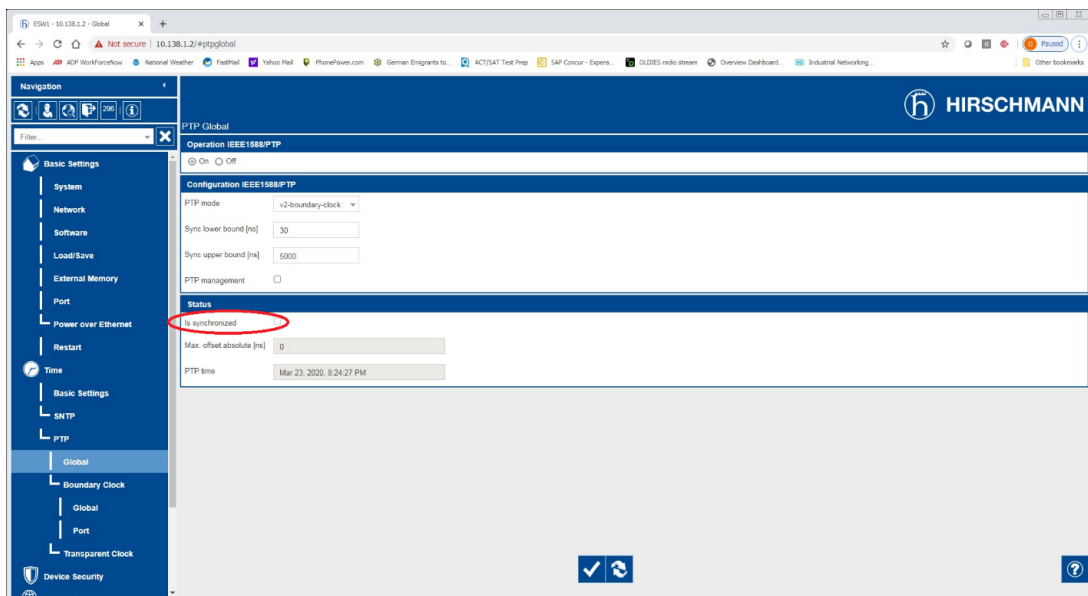 ESW1 - 10.138.1.2 - Global
Not secure | 10.138.1.2/#ptpglobal
Paused
Apps ADP WorkForceNow National Weather FastMail Yahoo Mail PhonePower.com German Emigrants to... ACT/SAT Test Prep SAP Concur - Expens... OLDIES radio stream Overview Dashboard... Industrial Networking... Other bookmarks
Navigation
296
Filter...
Basic Settings
System
Network
Software
Load/Save
External Memory
Port
Power over Ethernet
Restart
Time
Basic Settings
SNTP
PTP
Global
Boundary Clock
Global
Port
Transparent Clock
Device Security
HIRSCHMANN
PTP Global
Operation IEEE1588/PTP
On Off
Configuration IEEE1588/PTP
PTP mode v2-boundary-clock
Sync lower bound [ns] 30
Sync upper bound [ns] 5000
PTP management
Status
Is synchronized
Max. offset absolute [ns] 0
PTP time Mar 23, 2020, 8:24:27 PM
?